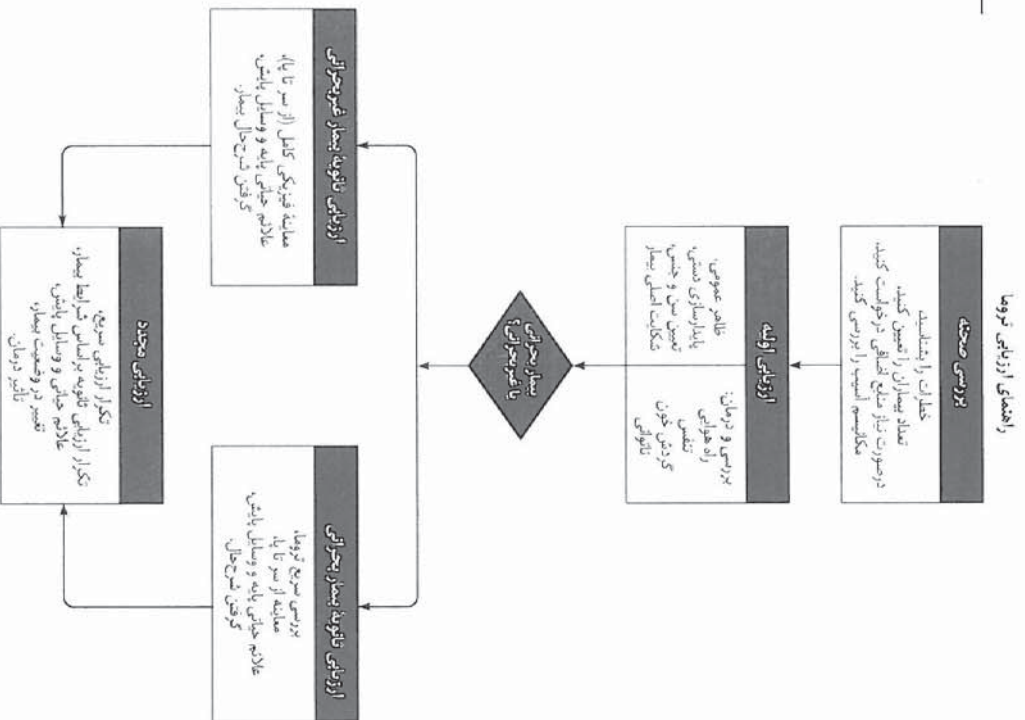 راهنمای ارزیابی تروما
بررسی صحنه
خطرات را بشناسید.
تعداد بیماران را تعیین کنید.
درصورت نیاز منابع اضافی درخواست کنید.
مکانیسم آسیب را بررسی کنید.
ارزیابی اولیه
ظاهر عمومی.
پایدارسازی دستی.
تعیین سن و جنس.
شکایت اصلی بیمار
بررسی و درمان:
راه هوایی
تنفس
گردش خون
ناتوانی
بیمار بحرانی
یا غیربحرانی؟
ارزیابی ثانویهٔ بیمار بحرانی
بررسی سریع تروما.
معاینه از سر تا پا.
علائم حیاتی پایه و وسایل پایش.
گرفتن شرح‌حال.
ارزیابی ثانویهٔ بیمار غیربحرانی
معاینهٔ فیزیکی کامل (از سر تا پا).
علائم حیاتی پایه و وسایل پایش.
گرفتن شرح‌حال بیمار.
ارزیابی مجدد
تکرار ارزیابی سریع.
تکرار ارزیابی ثانویه براساس شرایط بیمار.
علائم حیاتی و وسایل پایش.
تغییر در وضعیت بیمار.
تأثیر درمان.